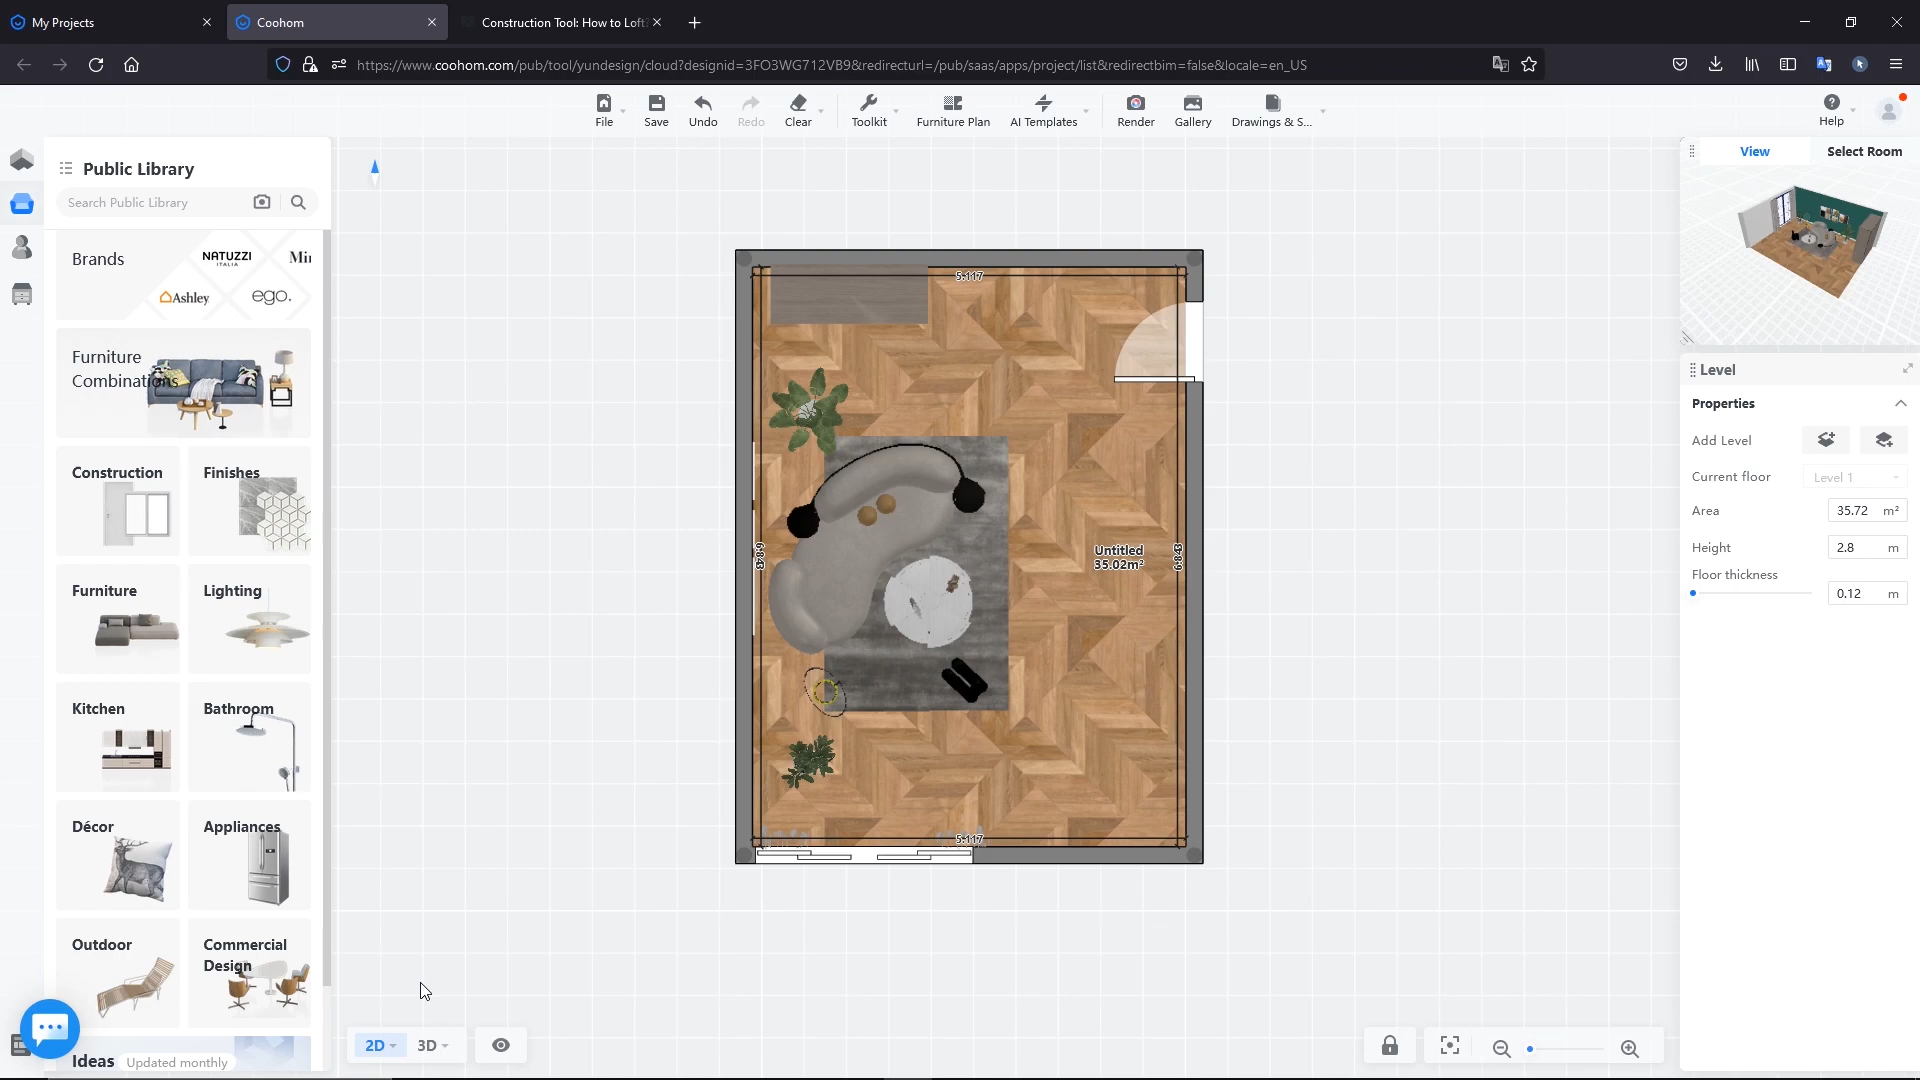 My Projects
Coohom
Construction Tool: How to Loft
https://www.coohom.com/pub/tool/yundesign/cloud?designid=3FO3WG712VB9&redirecturl=/pub/saas/apps/project/list&redirectbim=false&locale=en_US
File
Save
Undo
Redo
Clear
Toolkit
Furniture Plan
AI Templates
Render
Gallery
Drawings & S...
Help
Public Library
Search Public Library
Brands
NATUZZI
ITALIA
Ashley
ego.
Furniture
Combinations
Construction
Finishes
Furniture
Lighting
Kitchen
Bathroom
Décor
Appliances
Outdoor
Commercial
Design
Ideas
Updated monthly
5.117
6.843
Untitled
35.02m²
6.843
5.117
2D
3D
View
Select Room
Level
Properties
Add Level
Current floor
Level 1
Area
35.72 m²
Height
2.8 m
Floor thickness
0.12 m